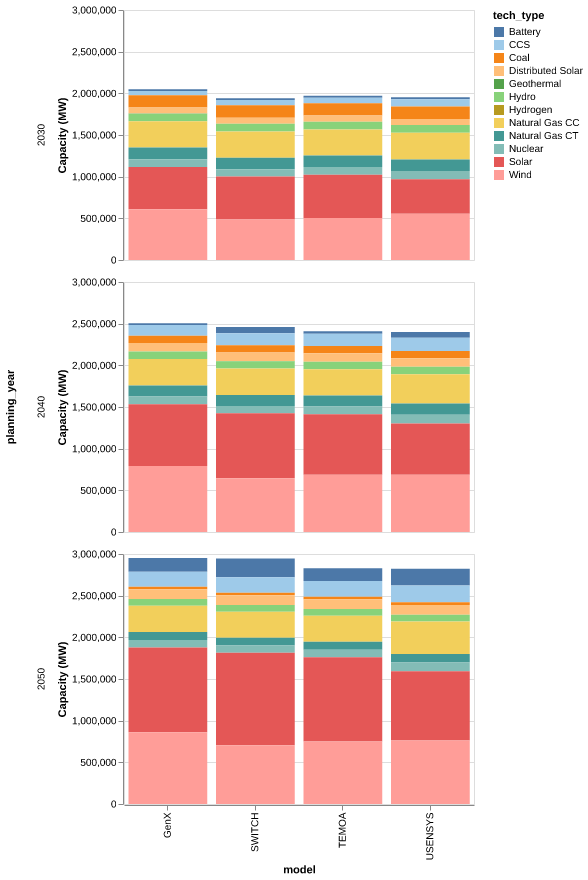 tech_type
Battery
CCS
Coal
Distributed Solar
Geothermal
Hydro
Hydrogen
Natural Gas CC
Natural Gas CT
Nuclear
Solar
Wind
planning_year
2030
Capacity (MW)
3,000,000
2,500,000
2,000,000
1,500,000
1,000,000
500,000
0
2040
Capacity (MW)
3,000,000
2,500,000
2,000,000
1,500,000
1,000,000
500,000
0
2050
Capacity (MW)
3,000,000
2,500,000
2,000,000
1,500,000
1,000,000
500,000
0
GenX
SWITCH
TEMOA
USENSYS
model